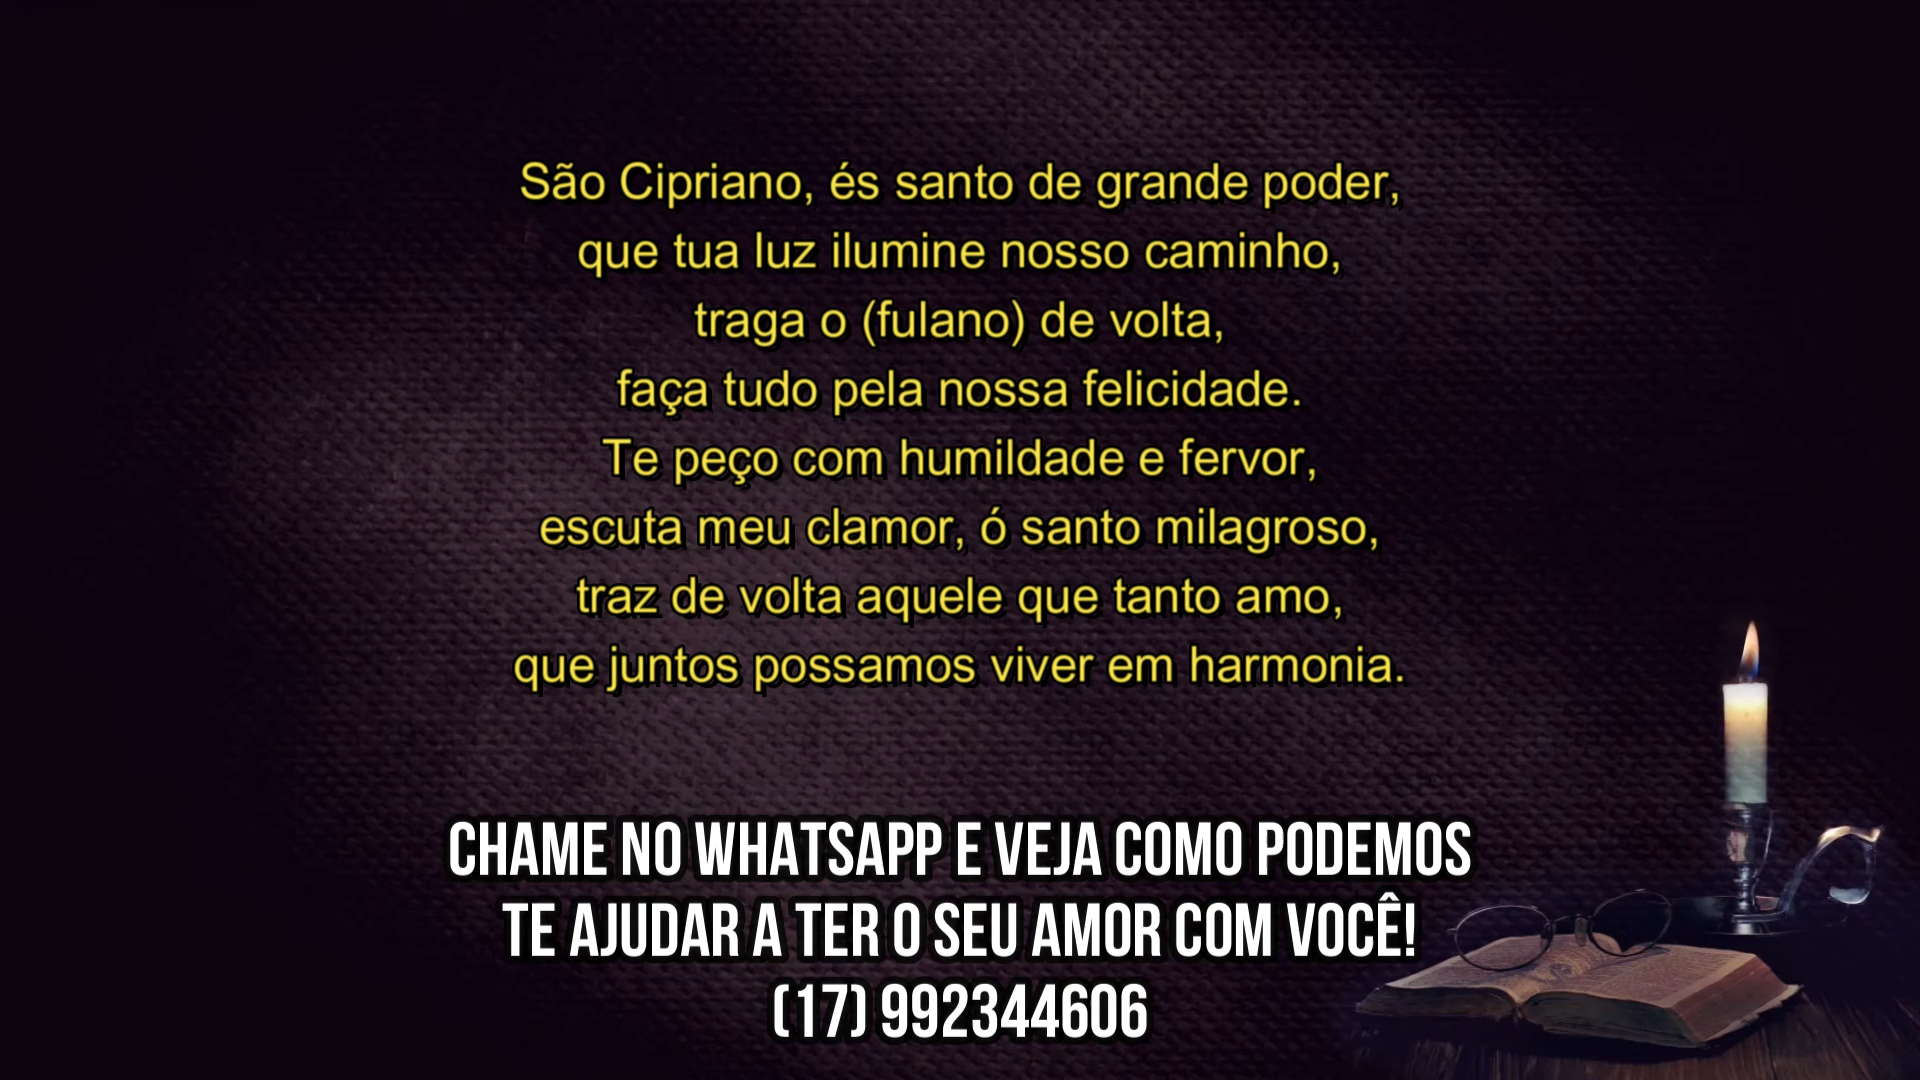 São Cipriano, és santo de grande poder,
que tua luz ilumine nosso caminho,
traga o (fulano) de volta,
faça tudo pela nossa felicidade.
Te peço com humildade e fervor,
escuta meu clamor, ó santo milagroso,
traz de volta aquele que tanto amo,
que juntos possamos viver em harmonia.
CHAME NO WHATSAPP E VEJA COMO PODEMOS
TE AJUDAR A TER O SEU AMOR COM VOCÊ!
(17) 992344606